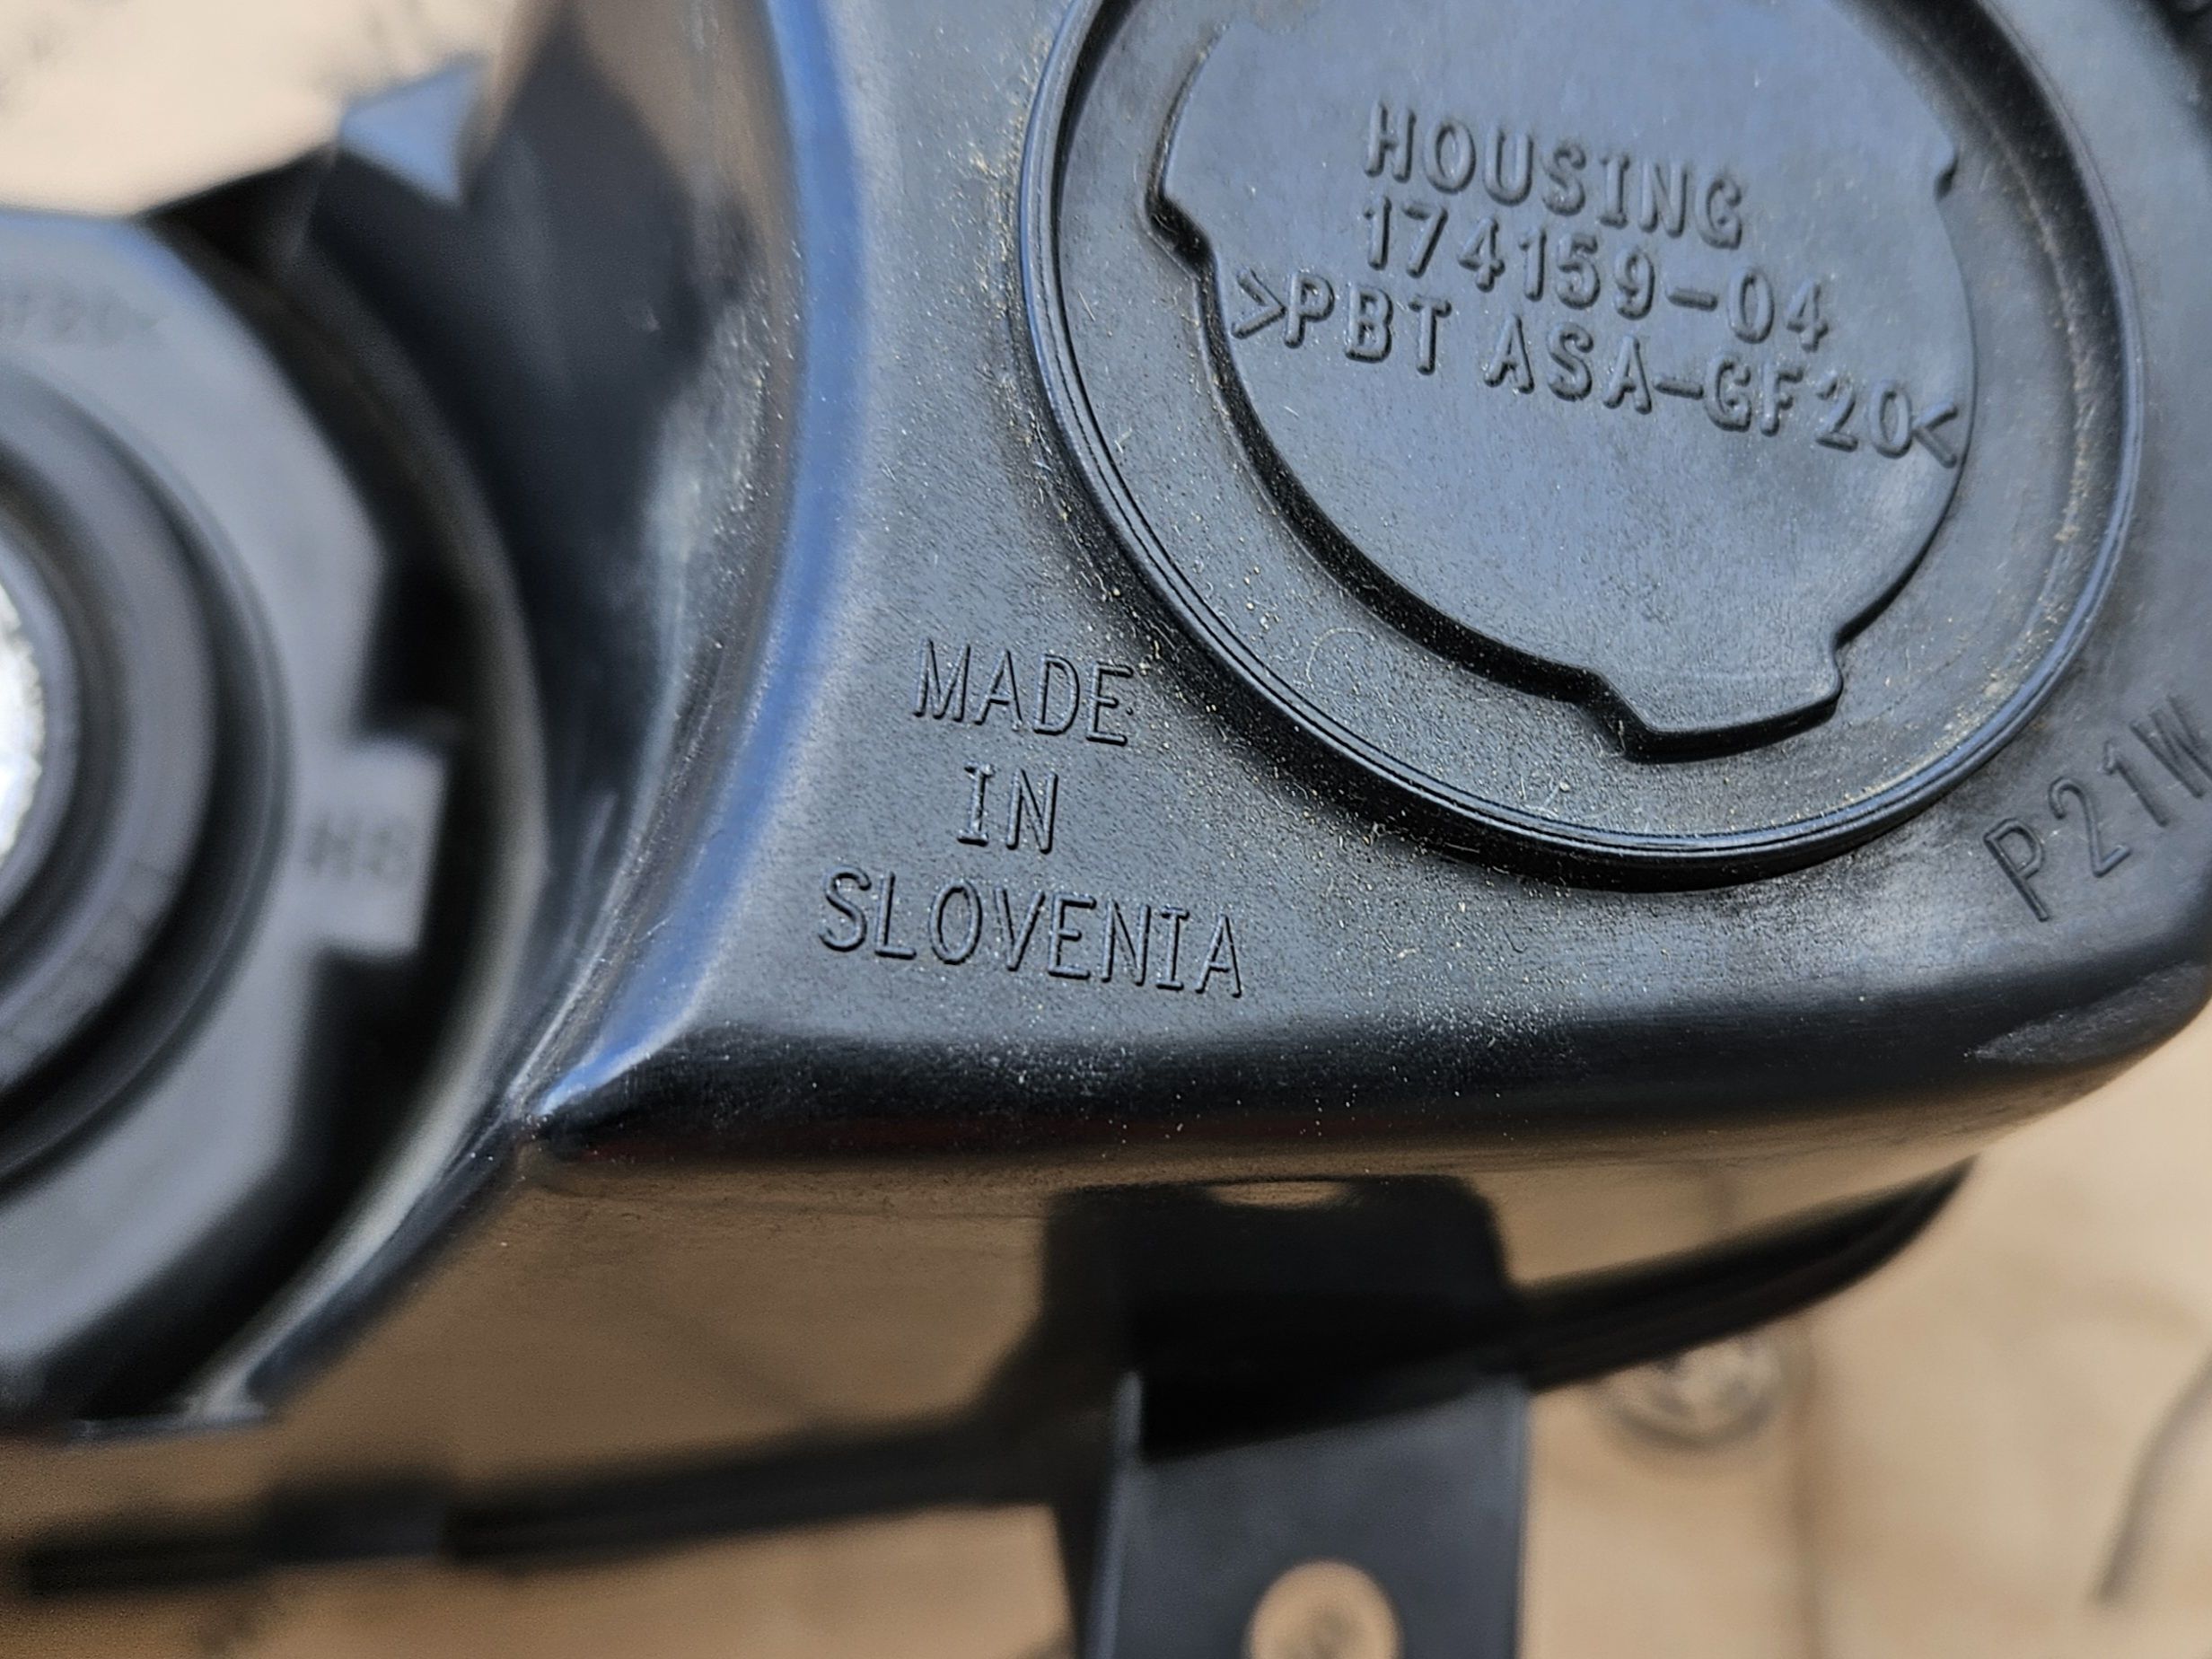 HOUSING
174159-04
>PBT ASA-GF20<
MADE
IN
SLOVENIA
P21W